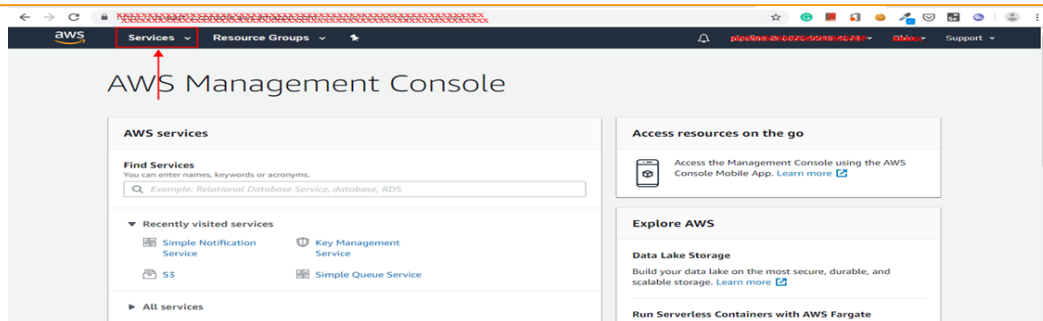 aws
Services
Resource Groups
Support
AWS Management Console
AWS services
Find Services
You can enter names, keywords or acronyms.
Example: Relational Database Service, database, RDS
Recently visited services
Simple Notification
Service
Key Management
Service
S3
Simple Queue Service
All services
Access resources on the go
Access the Management Console using the AWS
Console Mobile App. Learn more
Explore AWS
Data Lake Storage
Build your data lake on the most secure, durable, and
scalable storage. Learn more
Run Serverless Containers with AWS Fargate